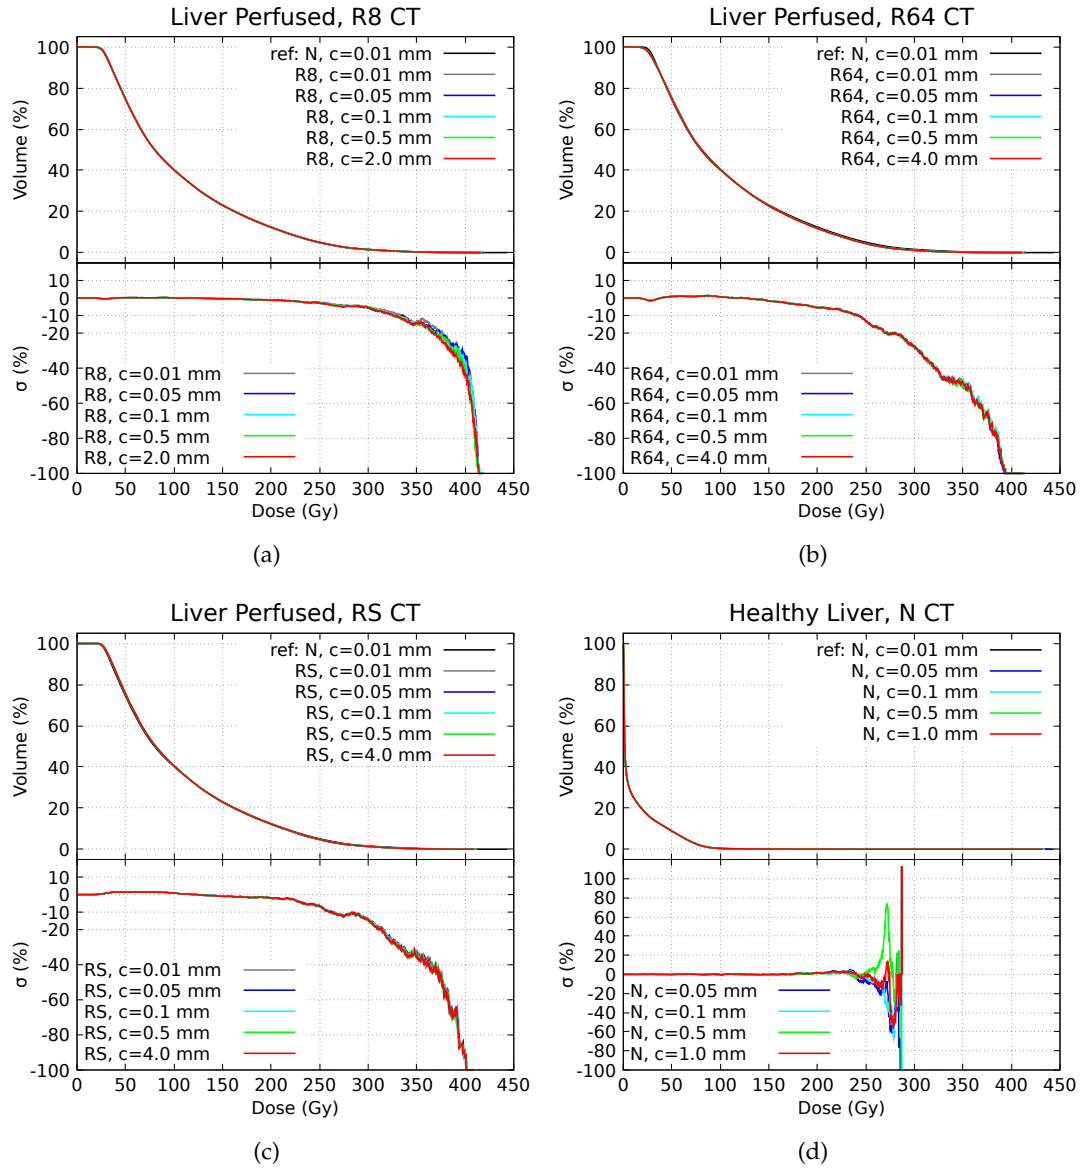 Liver Perfused, R8 CT
100
80
60
40
20
0
Volume (%)
ref: N, c=0.01 mm
R8, c=0.01 mm
R8, c=0.05 mm
R8, c=0.1 mm
R8, c=0.5 mm
R8, c=2.0 mm
10
0
-10
-20
-40
-60
-80
-100
σ (%)
R8, c=0.01 mm
R8, c=0.05 mm
R8, c=0.1 mm
R8, c=0.5 mm
R8, c=2.0 mm
0 50 100 150 200 250 300 350 400 450
Dose (Gy)
(a)
Liver Perfused, R64 CT
100
80
60
40
20
0
Volume (%)
ref: N, c=0.01 mm
R64, c=0.01 mm
R64, c=0.05 mm
R64, c=0.1 mm
R64, c=0.5 mm
R64, c=4.0 mm
10
0
-10
-20
-40
-60
-80
-100
σ (%)
R64, c=0.01 mm
R64, c=0.05 mm
R64, c=0.1 mm
R64, c=0.5 mm
R64, c=4.0 mm
0 50 100 150 200 250 300 350 400 450
Dose (Gy)
(b)
Liver Perfused, RS CT
100
80
60
40
20
0
Volume (%)
ref: N, c=0.01 mm
RS, c=0.01 mm
RS, c=0.05 mm
RS, c=0.1 mm
RS, c=0.5 mm
RS, c=4.0 mm
10
0
-10
-20
-40
-60
-80
-100
σ (%)
RS, c=0.01 mm
RS, c=0.05 mm
RS, c=0.1 mm
RS, c=0.5 mm
RS, c=4.0 mm
0 50 100 150 200 250 300 350 400 450
Dose (Gy)
(c)
Healthy Liver, N CT
100
80
60
40
20
0
Volume (%)
ref: N, c=0.01 mm
N, c=0.05 mm
N, c=0.1 mm
N, c=0.5 mm
N, c=1.0 mm
100
80
60
40
20
0
-20
-40
-60
-80
-100
σ (%)
N, c=0.05 mm
N, c=0.1 mm
N, c=0.5 mm
N, c=1.0 mm
0 50 100 150 200 250 300 350 400 450
Dose (Gy)
(d)